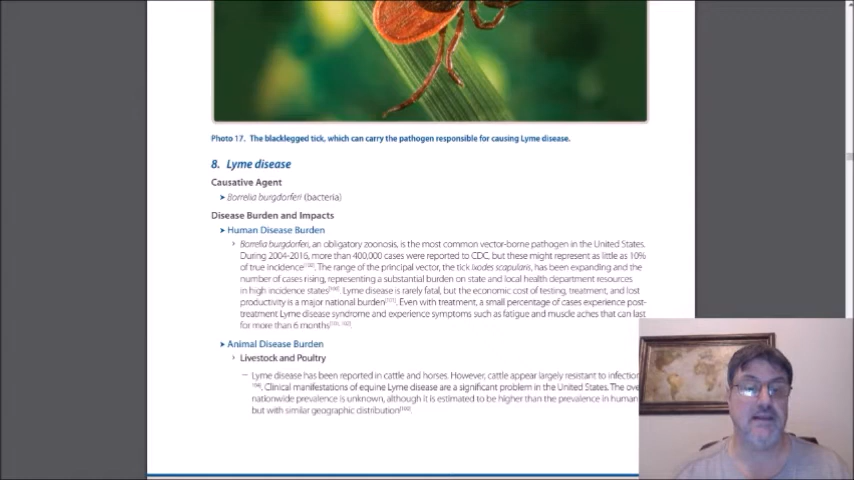 Photo 17. The blacklegged tick, which can carry the pathogen responsible for causing Lyme disease.
8. Lyme disease
Causative Agent
➤ Borrelia burgdorferi (bacteria)
Disease Burden and Impacts
➤ Human Disease Burden
› Borrelia burgdorferi, an obligatory zoonosis, is the most common vector-borne pathogen in the United States.
During 2004-2016, more than 400,000 cases were reported to CDC, but these might represent as little as 10%
of true incidence. The range of the principal vector, the tick Ixodes scapularis, has been expanding and the
number of cases rising, representing a substantial burden on state and local health department resources
in high incidence states. Lyme disease is rarely fatal, but the economic cost of testing, treatment, and lost
productivity is a major national burden. Even with treatment, a small percentage of cases experience post-
treatment Lyme disease syndrome and experience symptoms such as fatigue and muscle aches that can last
for more than 6 months
➤ Animal Disease Burden
› Livestock and Poultry
– Lyme disease has been reported in cattle and horses. However, cattle appear largely resistant to infection
Clinical manifestations of equine Lyme disease are a significant problem in the United States. The ove
nationwide prevalence is unknown, although it is estimated to be higher than the prevalence in human
but with similar geographic distribution